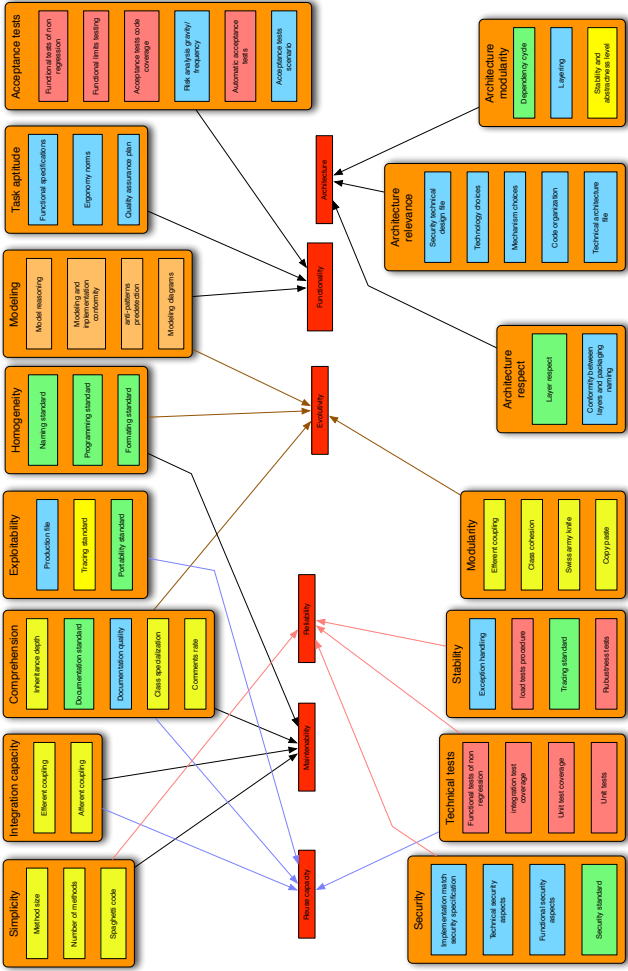 Simplicity
Method size
Number of methods
Spaghetti code
Integration capacity
Efferent coupling
Afferent coupling
Comprehension
Inheritance depth
Documentation standard
Documentation quality
Class specialization
Comments rate
Exploitability
Production file
Tracing standard
Portability standard
Homogeneity
Naming standard
Programming standard
Formating standard
Modeling
Model reasoning
Modeling and
inplementation
conformity
anti-patterns
predetection
Modeling diagrams
Task aptitude
Functional specifications
Ergonomy norms
Quality assurance plan
Acceptance tests
Functional tests of non
regression
Functional limits testing
Acceptance tests code
coverage
Risk analysis gravity/
frequency
Automatic acceptance
tests
Acceptance tests
scenario
Reuse capacity
Maintenability
Reliability
Evolutivity
Functionality
Architecture
Security
Implementation match
security specification
Technical security
aspects
Functional security
aspects
Security standard
Technical tests
Functional tests of non
regression
integration test
coverage
Unit test coverage
Unit tests
Stability
Exception handling
load tests procedure
Tracing standard
Rubustness tests
Modularity
Efferent coupling
Class cohesion
Swiss army knife
Copy paste
Architecture
respect
Layer respect
Conformity between
layers and packaging
naming
Architecture
relevance
Security technical
design file
Technology choices
Mechanism choices
Code organization
Technical architecture
file
Architecture
modularity
Dependency cycle
Layering
Stability and
abstractness level